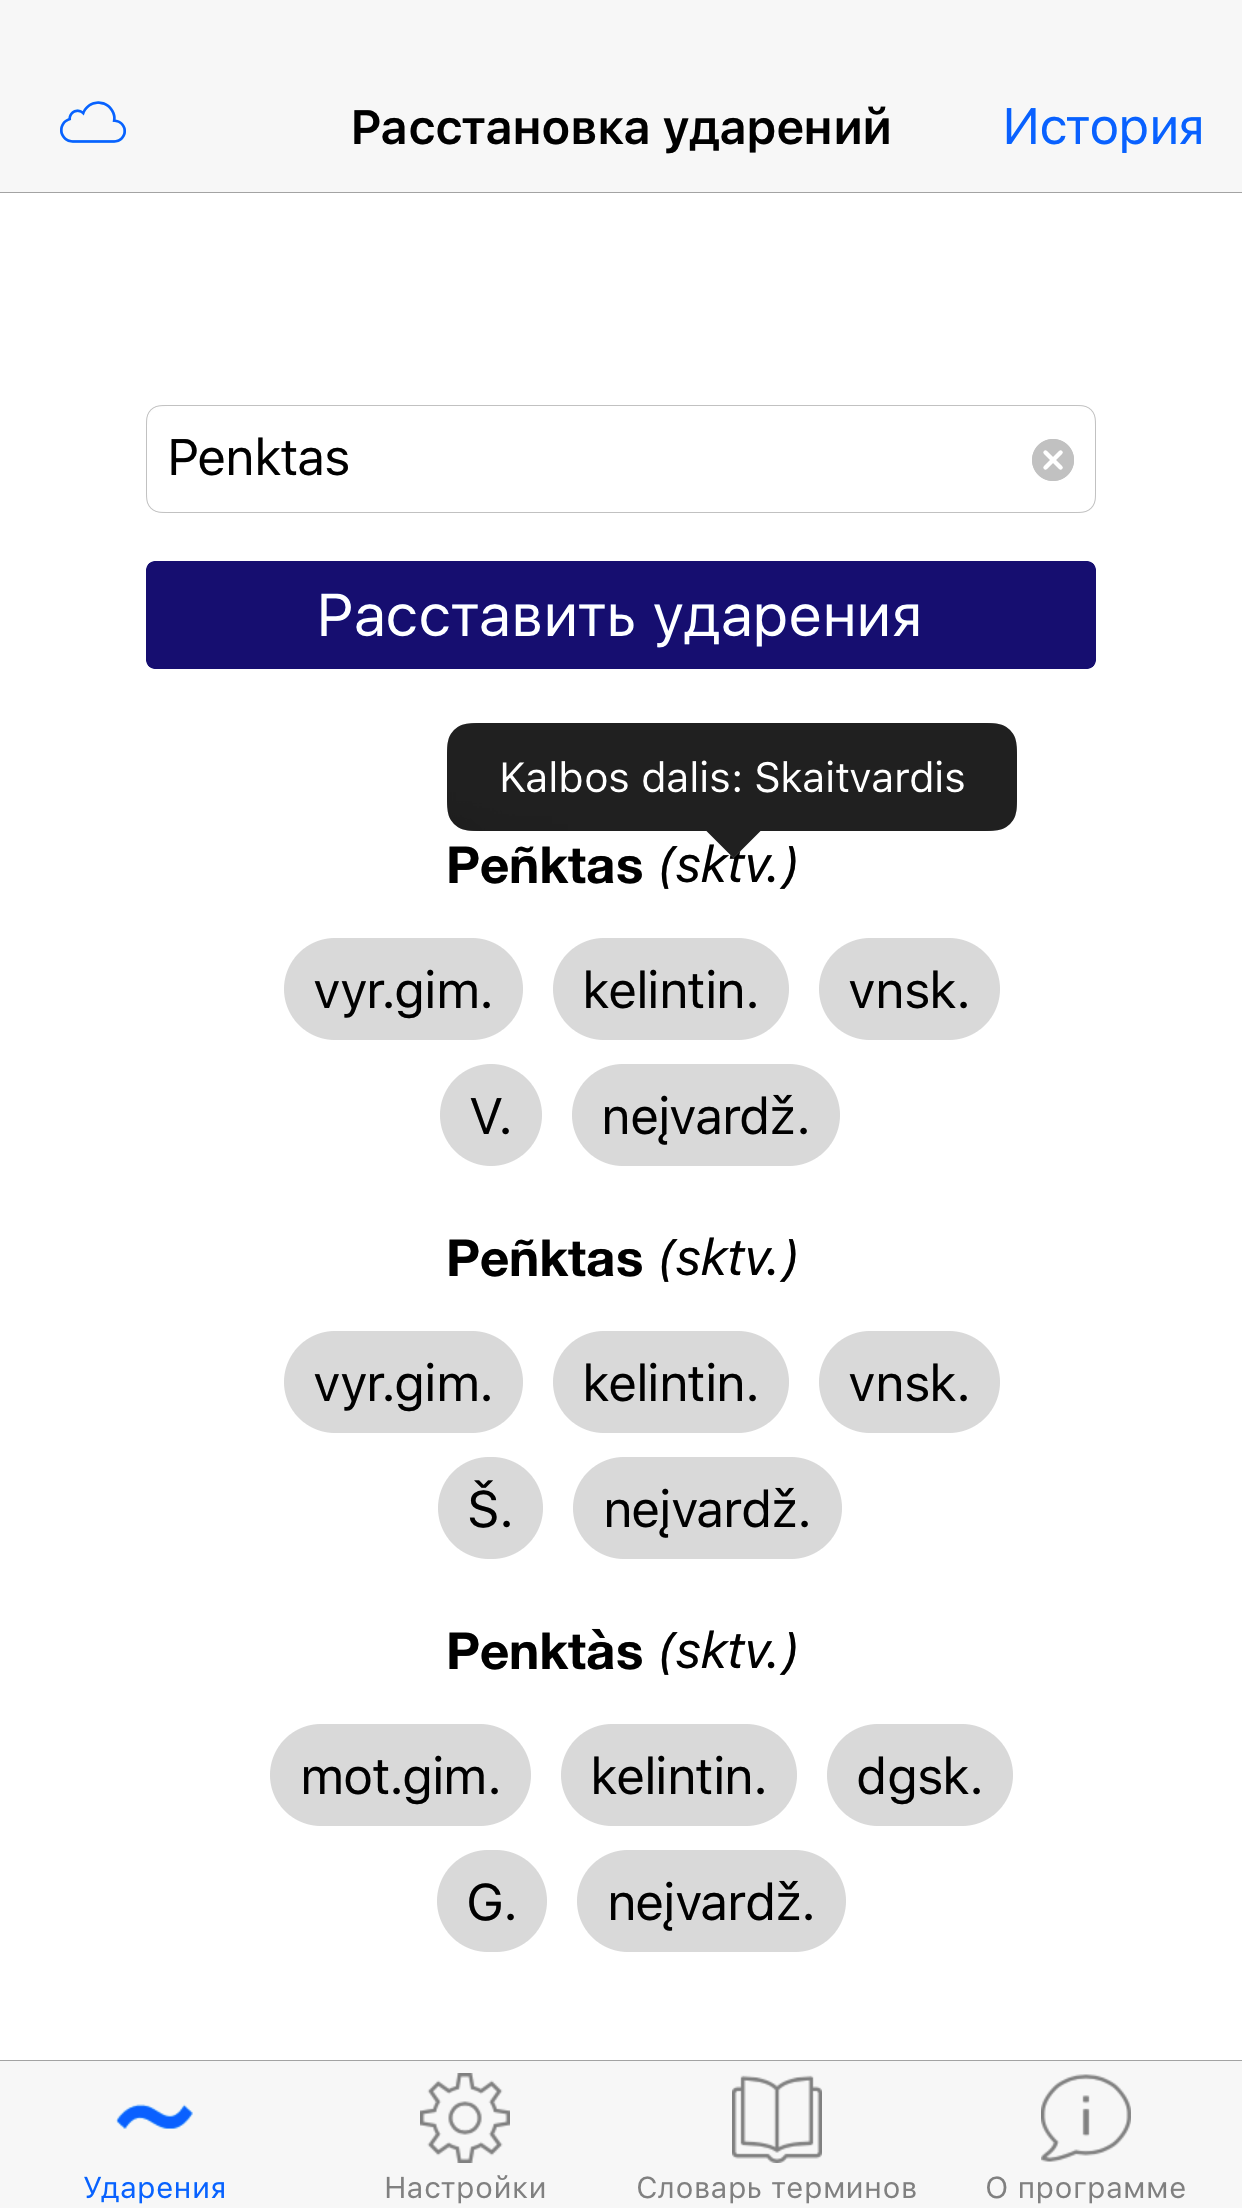 Расстановка ударений
История
Penktas
Расставить ударения
Kalbos dalis: Skaitvardis
Peñktas (sktv.)
vyr.gim. kelintin. vnsk.
V. neįvardž.
Peñktas (sktv.)
vyr.gim. kelintin. vnsk.
Š. neįvardž.
Penktàs (sktv.)
mot.gim. kelintin. dgsk.
G. neįvardž.
Ударения Настройки Словарь терминов О программе